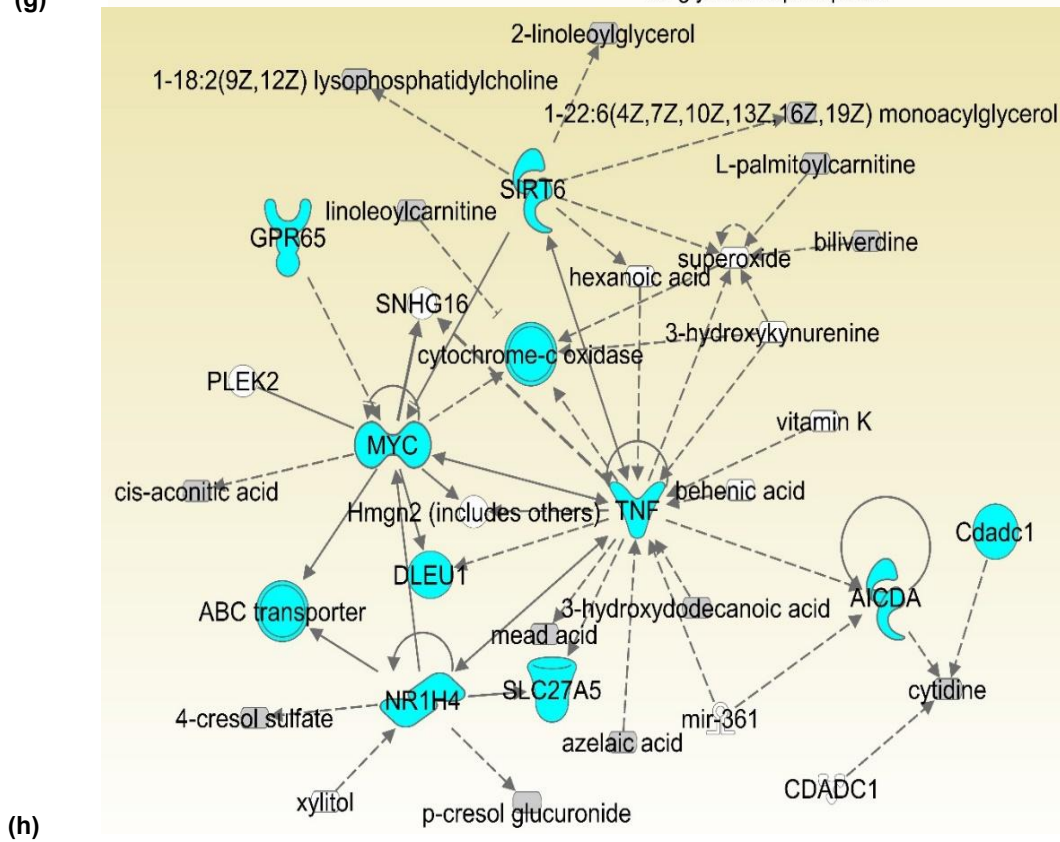 (g)
2-linoleoylglycerol
1-18:2(9Z,12Z) lysophosphatidylcholine
1-22:6(4Z,7Z,10Z,13Z,16Z,19Z) monoacylglycerol
L-palmitoylcarnitine
SIRT6
linoleoylcarnitine
GPR65
biliverdine
superoxide
hexanoic acid
SNHG16
3-hydroxykynurenine
cytochrome-c oxidase
PLEK2
vitamin K
MYC
cis-aconitic acid
behenic acid
Hmgn2 (includes others)
TNF
Cdadc1
DLEU1
AICDA
ABC transporter
3-hydroxydodecanoic acid
mead acid
SLC27A5
cytidine
NR1H4
4-cresol sulfate
mir-361
azelaic acid
CDADC1
xylitol
p-cresol glucuronide
(h)